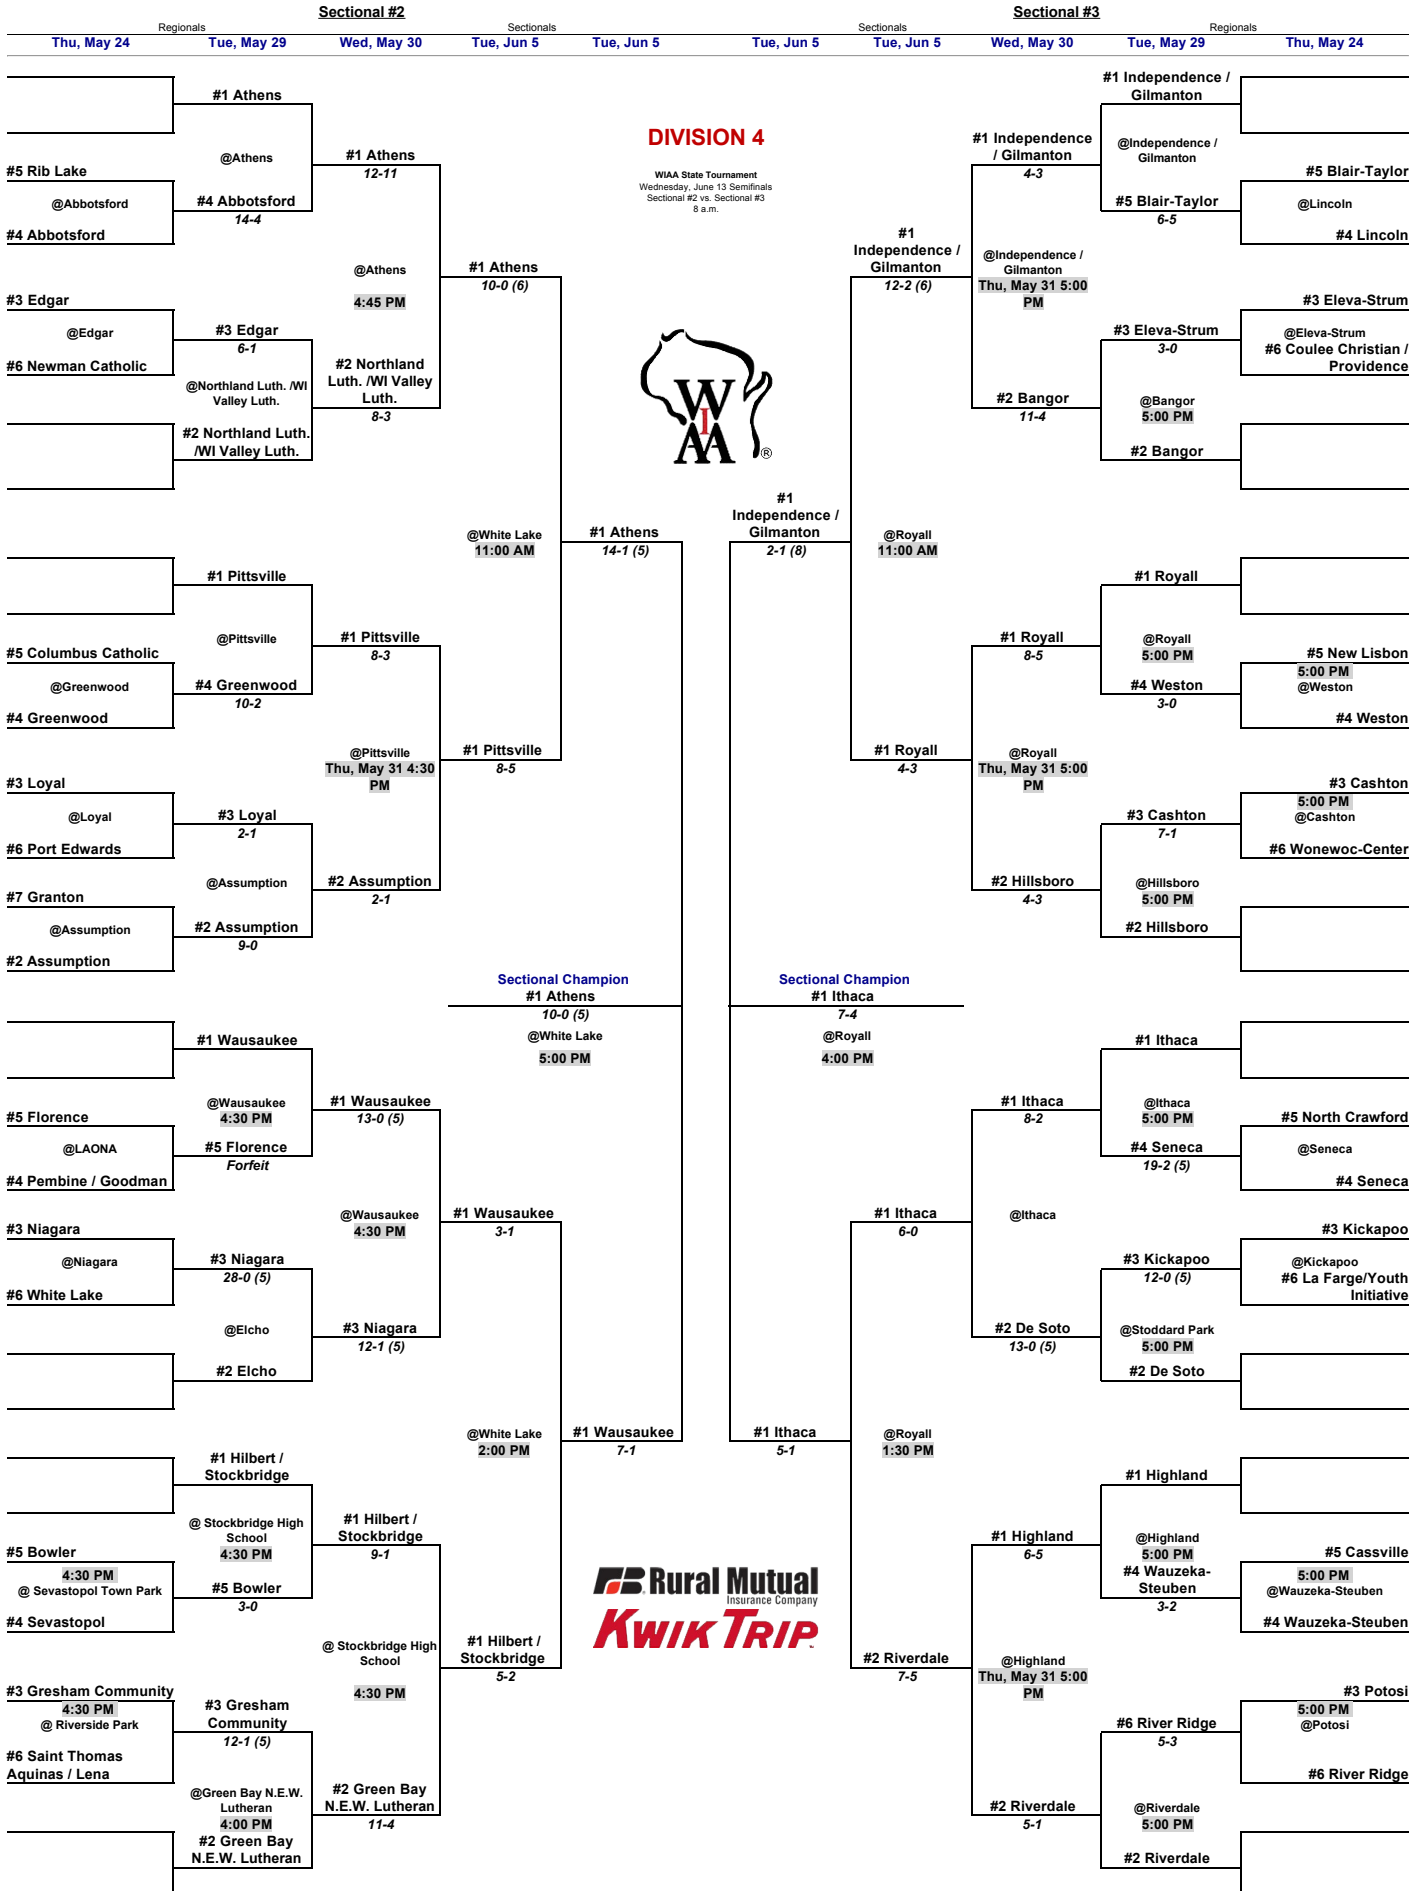 Sectional #2
Sectional #3
Regionals
Sectionals
Sectionals
Regionals
Thu, May 24
Tue, May 29
Wed, May 30
Tue, Jun 5
Tue, Jun 5
Tue, Jun 5
Tue, Jun 5
Wed, May 30
Tue, May 29
Thu, May 24
DIVISION 4
WIAA State Tournament
Wednesday, June 13 Semifinals
Sectional #2 vs. Sectional #3
8 a.m.
#1 Athens
@Athens
#1 Athens
12-11
#5 Rib Lake
@Abbotsford
#4 Abbotsford
14-4
#4 Abbotsford
@Athens
4:45 PM
#1 Athens
10-0 (6)
#3 Edgar
@Edgar
#3 Edgar
6-1
#6 Newman Catholic
@Northland Luth. /WI
Valley Luth.
#2 Northland
Luth. /WI Valley
Luth.
8-3
#2 Northland Luth.
/WI Valley Luth.
@White Lake
11:00 AM
#1 Athens
14-1 (5)
#1 Pittsville
@Pittsville
#1 Pittsville
8-3
#5 Columbus Catholic
@Greenwood
#4 Greenwood
10-2
#4 Greenwood
@Pittsville
Thu, May 31 4:30
PM
#1 Pittsville
8-5
#3 Loyal
@Loyal
#3 Loyal
2-1
#6 Port Edwards
@Assumption
#2 Assumption
2-1
#7 Granton
@Assumption
#2 Assumption
9-0
#2 Assumption
Sectional Champion
#1 Athens
10-0 (5)
@White Lake
5:00 PM
#1 Wausaukee
@Wausaukee
4:30 PM
#1 Wausaukee
13-0 (5)
#5 Florence
@LAONA
#5 Florence
Forfeit
#4 Pembine / Goodman
@Wausaukee
4:30 PM
#1 Wausaukee
3-1
#3 Niagara
@Niagara
#3 Niagara
28-0 (5)
#6 White Lake
@Elcho
#3 Niagara
12-1 (5)
#2 Elcho
@White Lake
2:00 PM
#1 Wausaukee
7-1
#1 Hilbert /
Stockbridge
@ Stockbridge High
School
4:30 PM
#1 Hilbert /
Stockbridge
9-1
#5 Bowler
4:30 PM
@ Sevastopol Town Park
#5 Bowler
3-0
#4 Sevastopol
@ Stockbridge High
School
4:30 PM
#1 Hilbert /
Stockbridge
5-2
#3 Gresham Community
4:30 PM
@ Riverside Park
#3 Gresham
Community
12-1 (5)
#6 Saint Thomas
Aquinas / Lena
@Green Bay N.E.W.
Lutheran
4:00 PM
#2 Green Bay
N.E.W. Lutheran
11-4
#2 Green Bay
N.E.W. Lutheran
#1 Independence /
Gilmanton
@Independence /
Gilmanton
#1 Independence
/ Gilmanton
4-3
#5 Blair-Taylor
@Lincoln
#5 Blair-Taylor
6-5
#4 Lincoln
@Independence /
Gilmanton
Thu, May 31 5:00
PM
#1
Independence /
Gilmanton
12-2 (6)
#3 Eleva-Strum
@Eleva-Strum
#3 Eleva-Strum
3-0
#6 Coulee Christian /
Providence
@Bangor
5:00 PM
#2 Bangor
11-4
#2 Bangor
W
I
AA
®
#1
Independence /
Gilmanton
2-1 (8)
@Royall
11:00 AM
#1 Royall
@Royall
5:00 PM
#1 Royall
8-5
#5 New Lisbon
5:00 PM
@Weston
#4 Weston
3-0
#4 Weston
@Royall
Thu, May 31 5:00
PM
#1 Royall
4-3
#3 Cashton
5:00 PM
@Cashton
#3 Cashton
7-1
#6 Wonewoc-Center
@Hillsboro
5:00 PM
#2 Hillsboro
4-3
#2 Hillsboro
Sectional Champion
#1 Ithaca
7-4
@Royall
4:00 PM
#1 Ithaca
@Ithaca
5:00 PM
#1 Ithaca
8-2
#5 North Crawford
@Seneca
#4 Seneca
19-2 (5)
#4 Seneca
@Ithaca
#1 Ithaca
6-0
#3 Kickapoo
@Kickapoo
#3 Kickapoo
12-0 (5)
#6 La Farge/Youth
Initiative
@Stoddard Park
5:00 PM
#2 De Soto
13-0 (5)
#2 De Soto
#1 Ithaca
5-1
@Royall
1:30 PM
#1 Highland
@Highland
5:00 PM
#1 Highland
6-5
#5 Cassville
5:00 PM
@Wauzeka-Steuben
#4 Wauzeka-
Steuben
3-2
#4 Wauzeka-Steuben
@Highland
Thu, May 31 5:00
PM
#2 Riverdale
7-5
#3 Potosi
5:00 PM
@Potosi
#6 River Ridge
5-3
#6 River Ridge
@Riverdale
5:00 PM
#2 Riverdale
5-1
#2 Riverdale
Rural Mutual
Insurance Company
KWIK TRIP